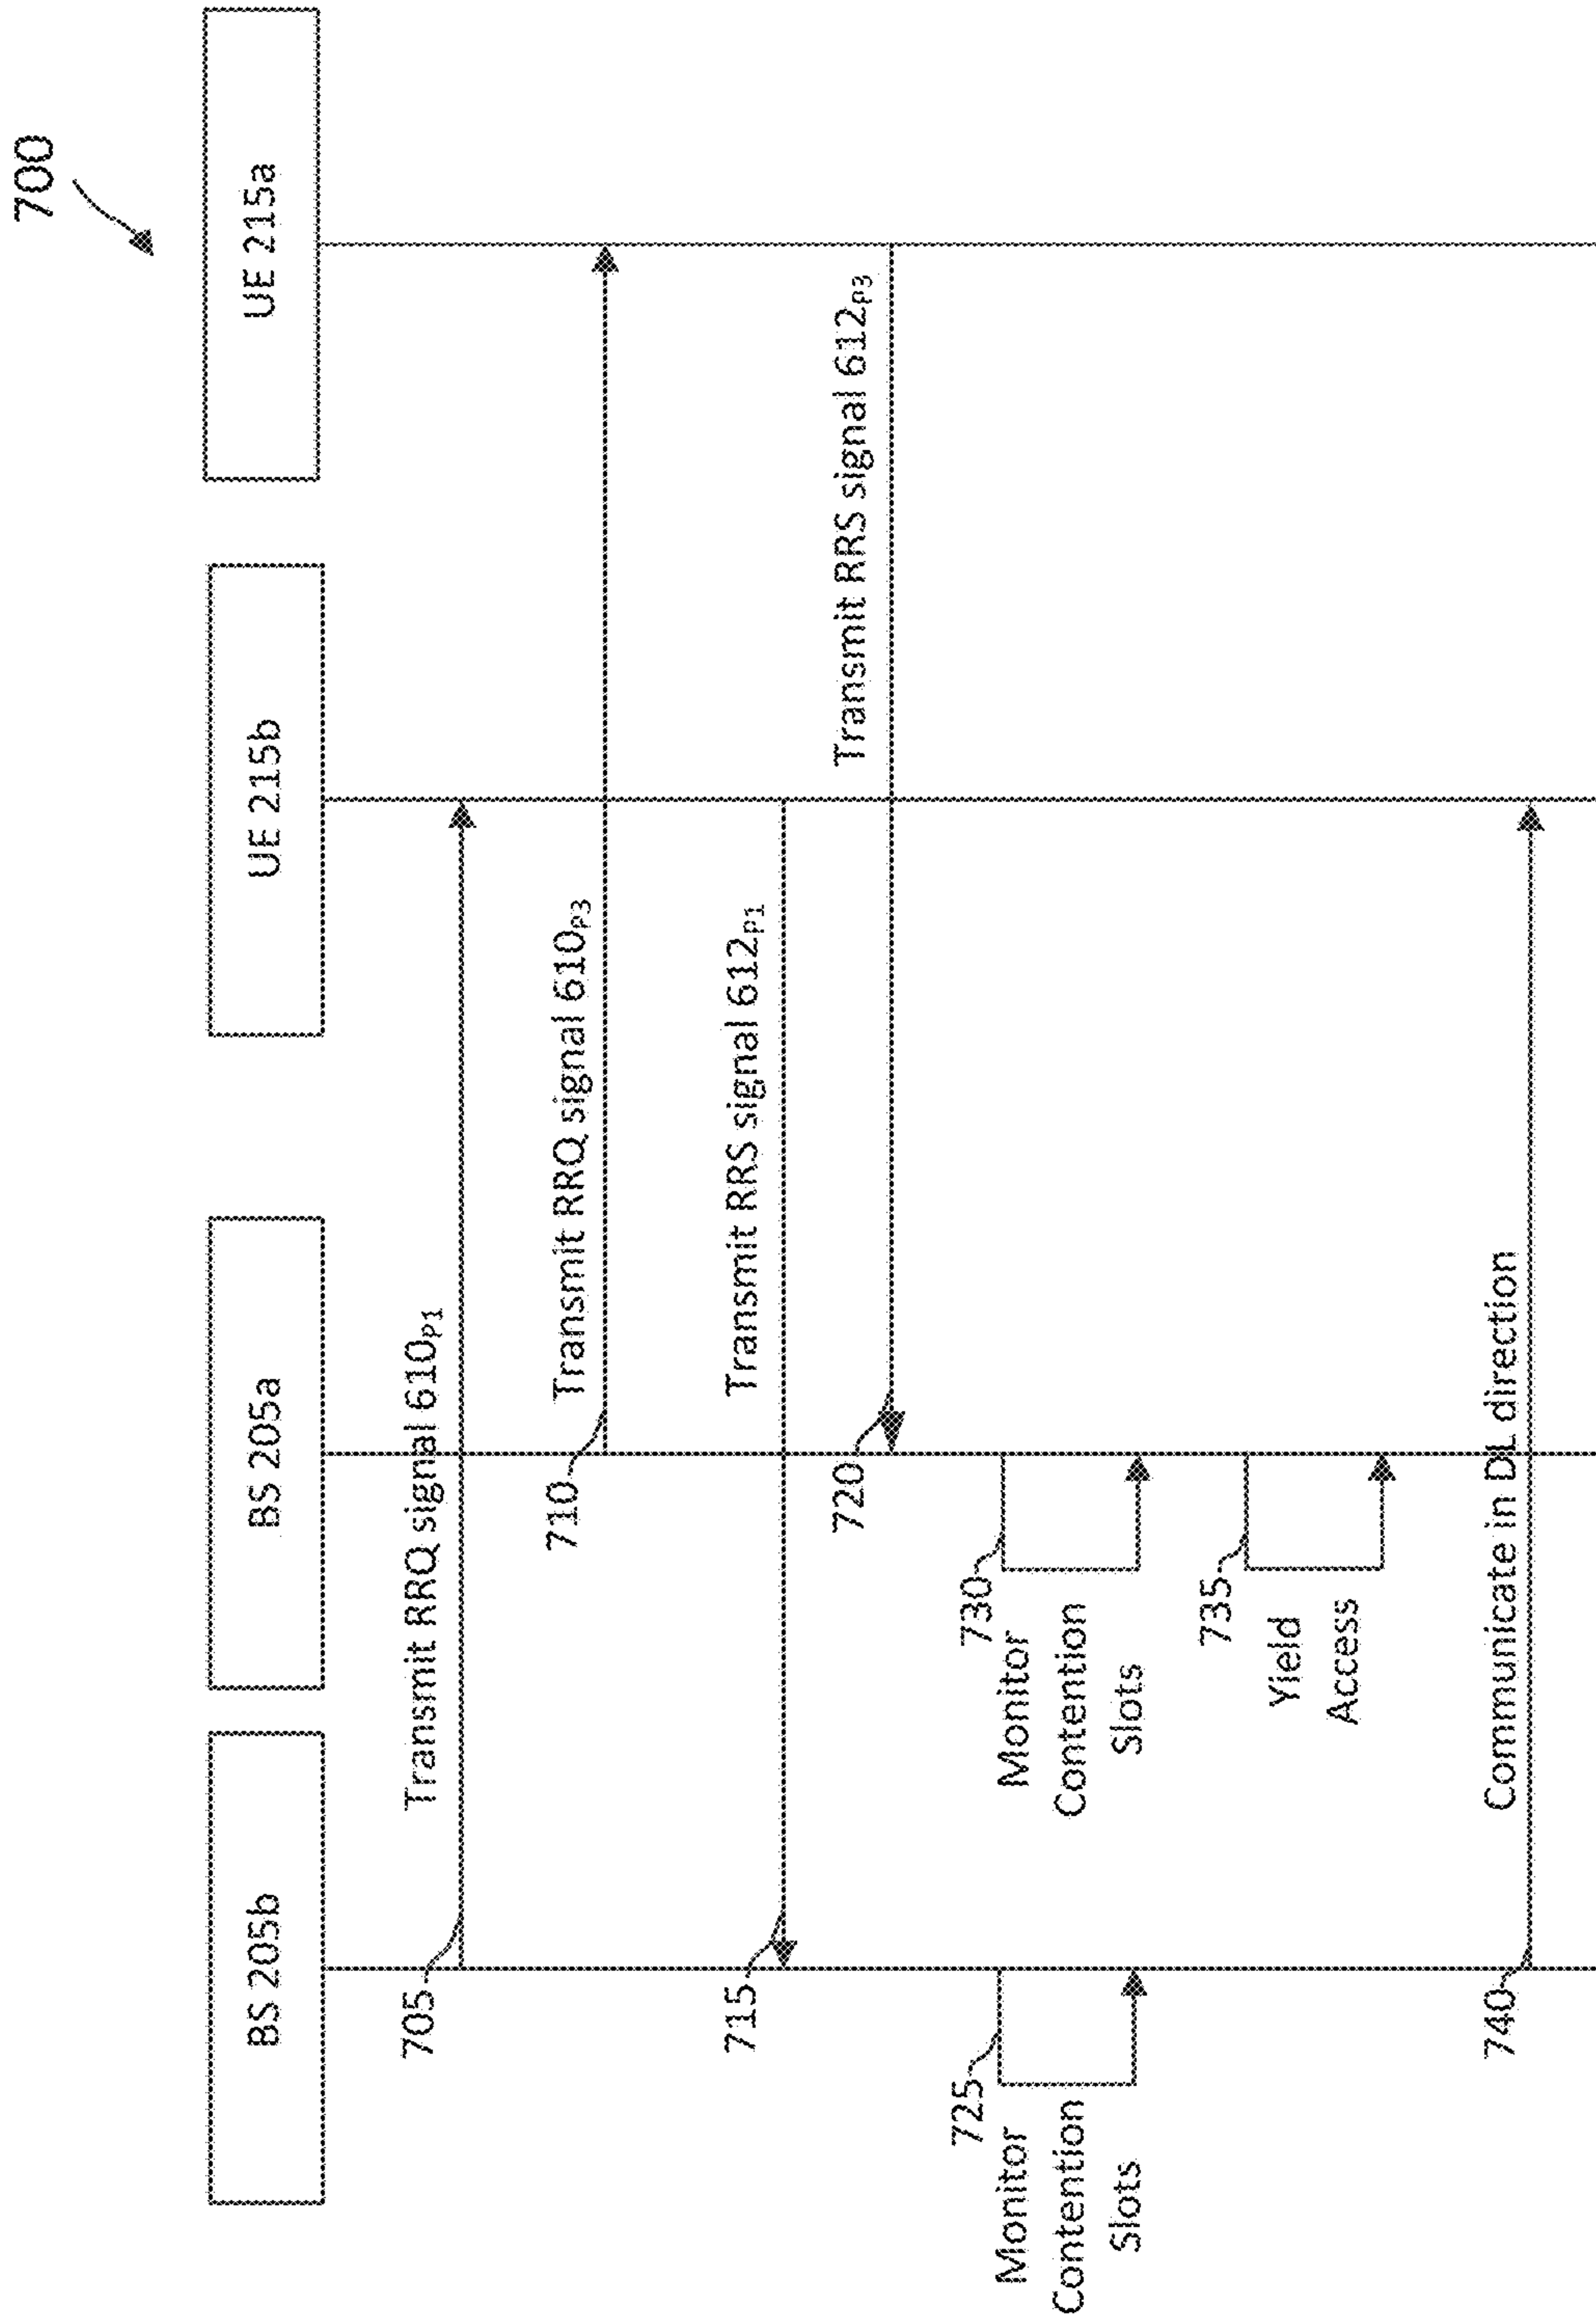 700
BS 205b
BS 205a
UE 215b
UE 215a
705
Transmit RRQ signal 610P1
710
Transmit RRQ signal 610P3
715
Transmit RRS signal 612P1
720
Transmit RRS signal 612P3
725
Monitor
Contention
Slots
730
Monitor
Contention
Slots
735
Yield
Access
740
Communicate in DL direction